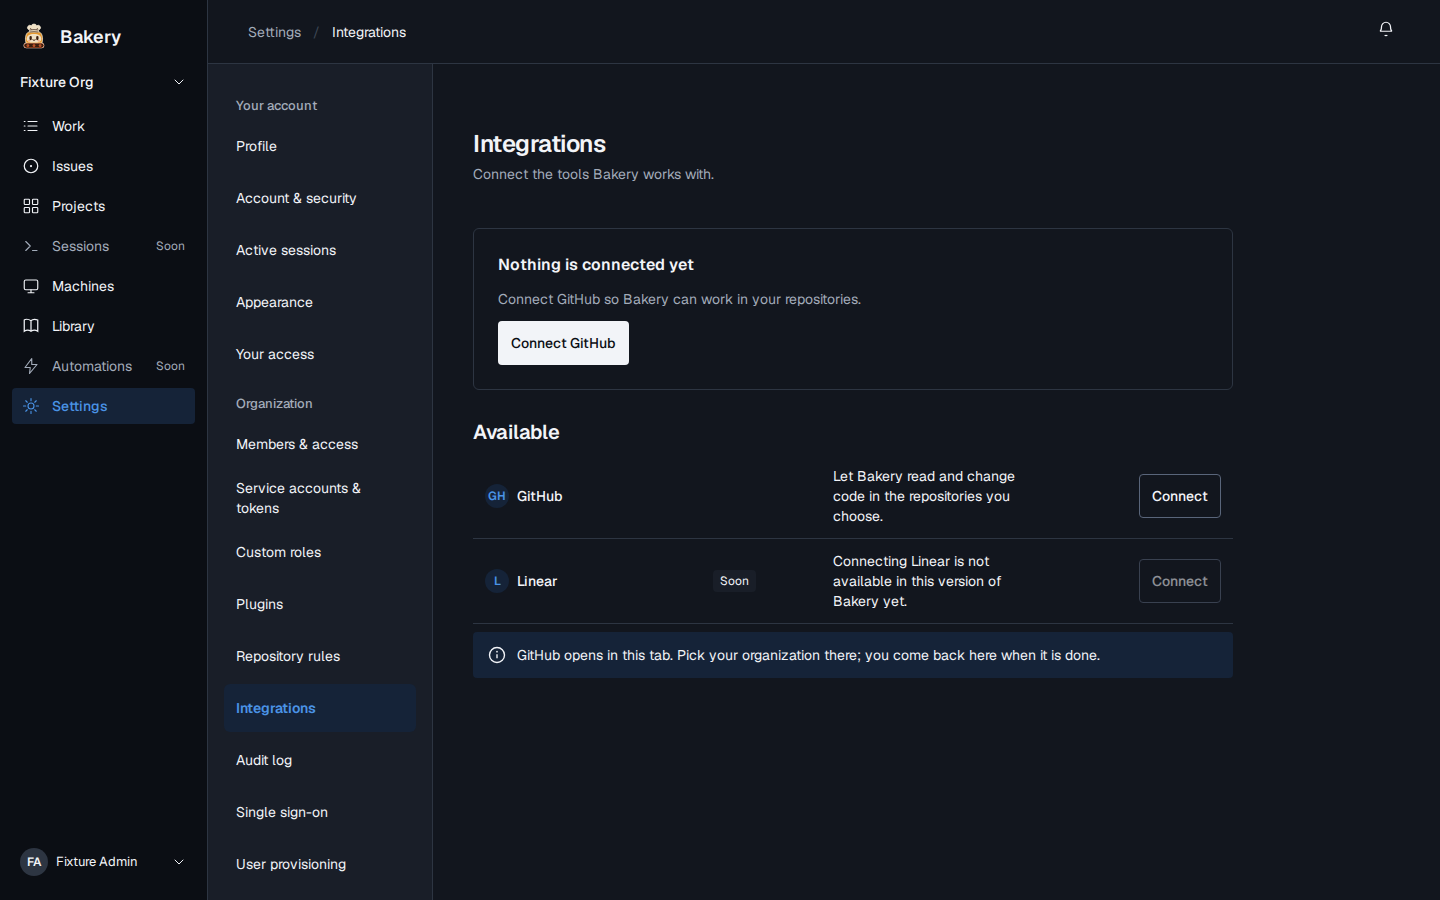 Bakery
Fixture Org
Work
Issues
Projects
Sessions Soon
Machines
Library
Automations Soon
Settings
FA Fixture Admin
Settings / Integrations
Your account
Profile
Account & security
Active sessions
Appearance
Your access
Organization
Members & access
Service accounts &
tokens
Custom roles
Plugins
Repository rules
Integrations
Audit log
Single sign-on
User provisioning
Integrations
Connect the tools Bakery works with.
Nothing is connected yet
Connect GitHub so Bakery can work in your repositories.
Connect GitHub
Available
GH GitHub
Let Bakery read and change
code in the repositories you
choose.
Connect
L Linear
Soon
Connecting Linear is not
available in this version of
Bakery yet.
Connect
GitHub opens in this tab. Pick your organization there; you come back here when it is done.